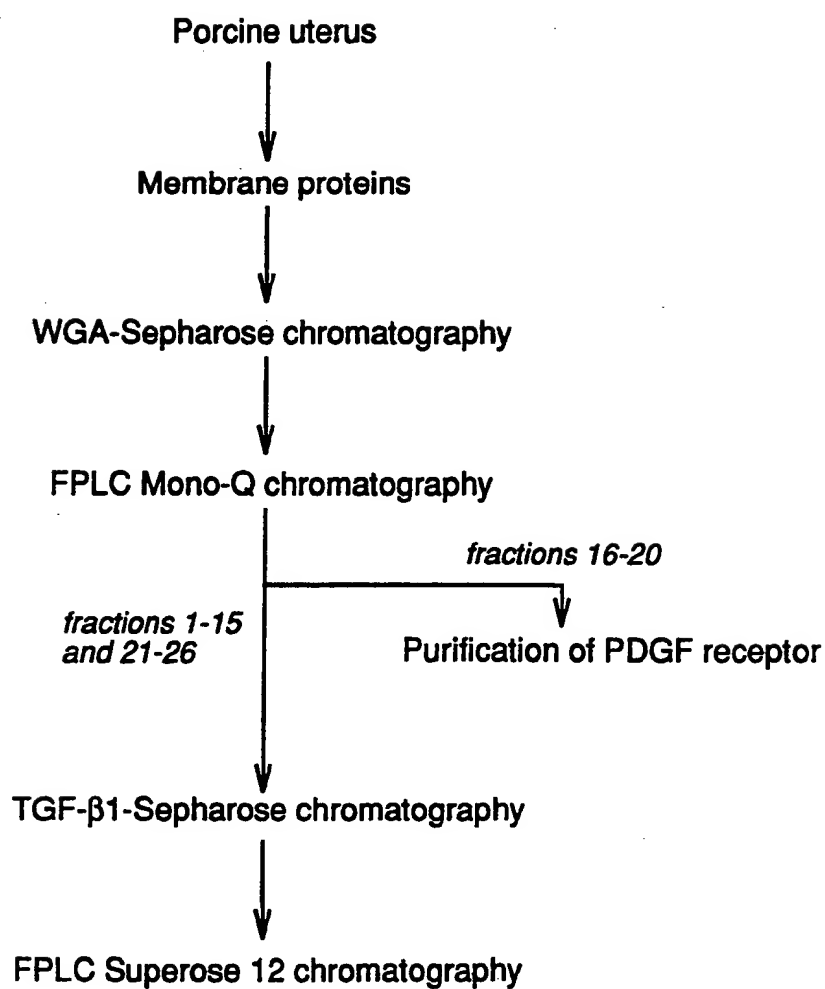 Porcine uterus
Membrane proteins
WGA-Sepharose chromatography
FPLC Mono-Q chromatography
fractions 16-20
fractions 1-15
and 21-26
Purification of PDGF receptor
TGF-β1-Sepharose chromatography
FPLC Superose 12 chromatography